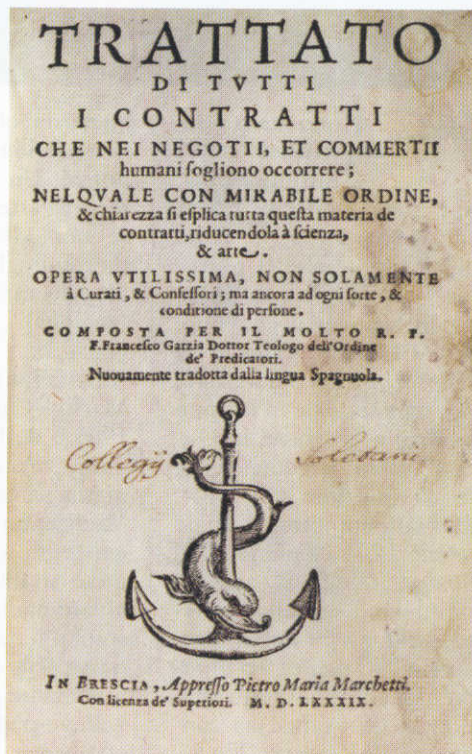 TRATTATO
DI TVTTI
I CONTRATTI
CHE NEI NEGOTII, ET COMMERTII
humani ſogliono occorrere;
NELQVALE CON MIRABILE ORDINE,
& chiarezza ſi eſplica tutta queſta materia de
contratti, riducendola à ſcienza,
& arte.
OPERA VTILISSIMA, NON SOLAMENTE
à Curati, & Confeſſori; ma ancora ad ogni ſorte, &
conditione di perſone.
COMPOSTA PER IL MOLTO R. P.
F. Franceſco Garzia Dottor Teologo dell'Ordine
de' Predicatori.
Nuouamente tradotta dalla lingua Spagnuola.
Collegij
IN BRESCIA, Appreſſo Pietro Maria Marchetti.
Con licenza de' Superiori. M. D. LXXXIX.